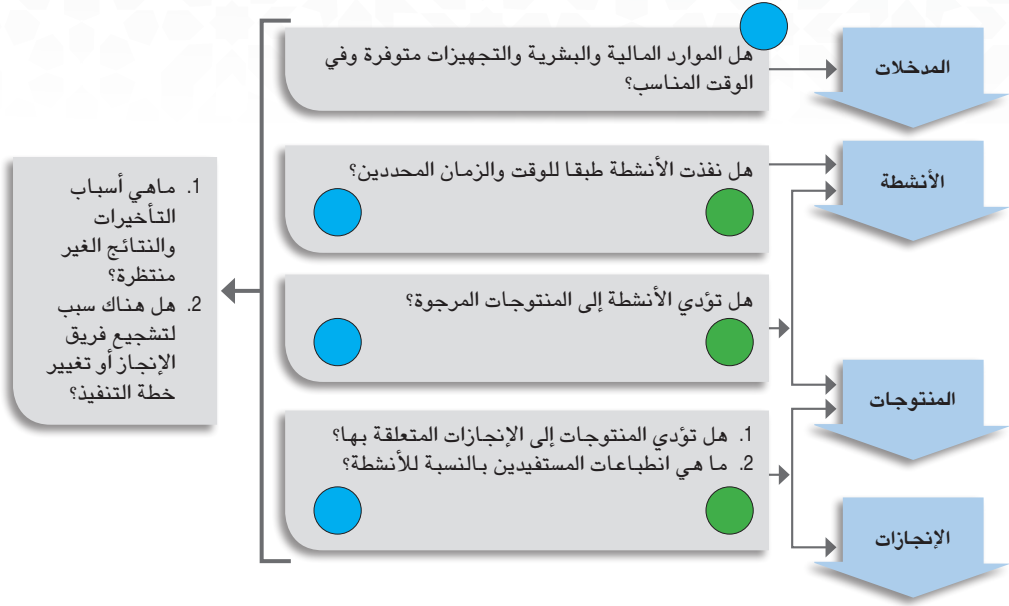 المدخلات
هل الموارد المالية والبشرية والتجهيزات متوفرة وفي
الوقت المناسب؟
الأنشطة
هل نفذت الأنشطة طبقا للوقت والزمان المحددين؟
هل تؤدي الأنشطة إلى المنتوجات المرجوة؟
المنتوجات
1. هل تؤدي المنتوجات إلى الإنجازات المتعلقة بها؟
2. ما هي انطباعات المستفيدين بالنسبة للأنشطة؟
الإنجازات
1. ماهي أسباب
التأخيرات
والنتائج الغير
منتظرة؟
2. هل هناك سبب
لتشجيع فريق
الإنجاز أو تغيير
خطة التنفيذ؟